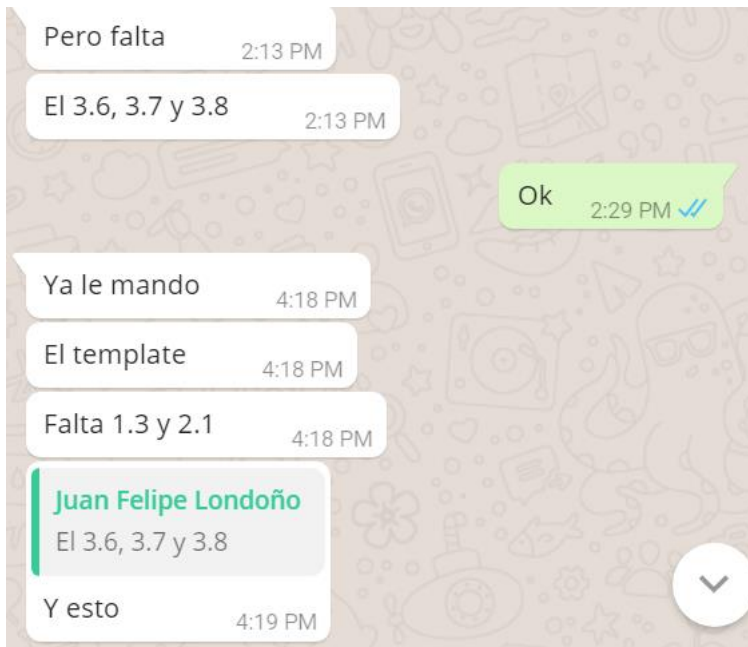 Pero falta
2:13 PM
El 3.6, 3.7 y 3.8
2:13 PM
Ok
2:29 PM
Ya le mando
4:18 PM
El template
4:18 PM
Falta 1.3 y 2.1
4:18 PM
Juan Felipe Londoño
El 3.6, 3.7 y 3.8
Y esto
4:19 PM